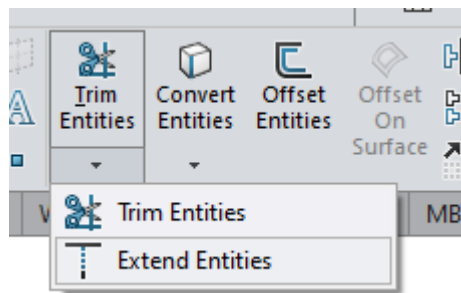 Trim
Entities
Convert
Entities
Offset
Entities
Offset
On
Surface
A
Trim Entities
Extend Entities
MB